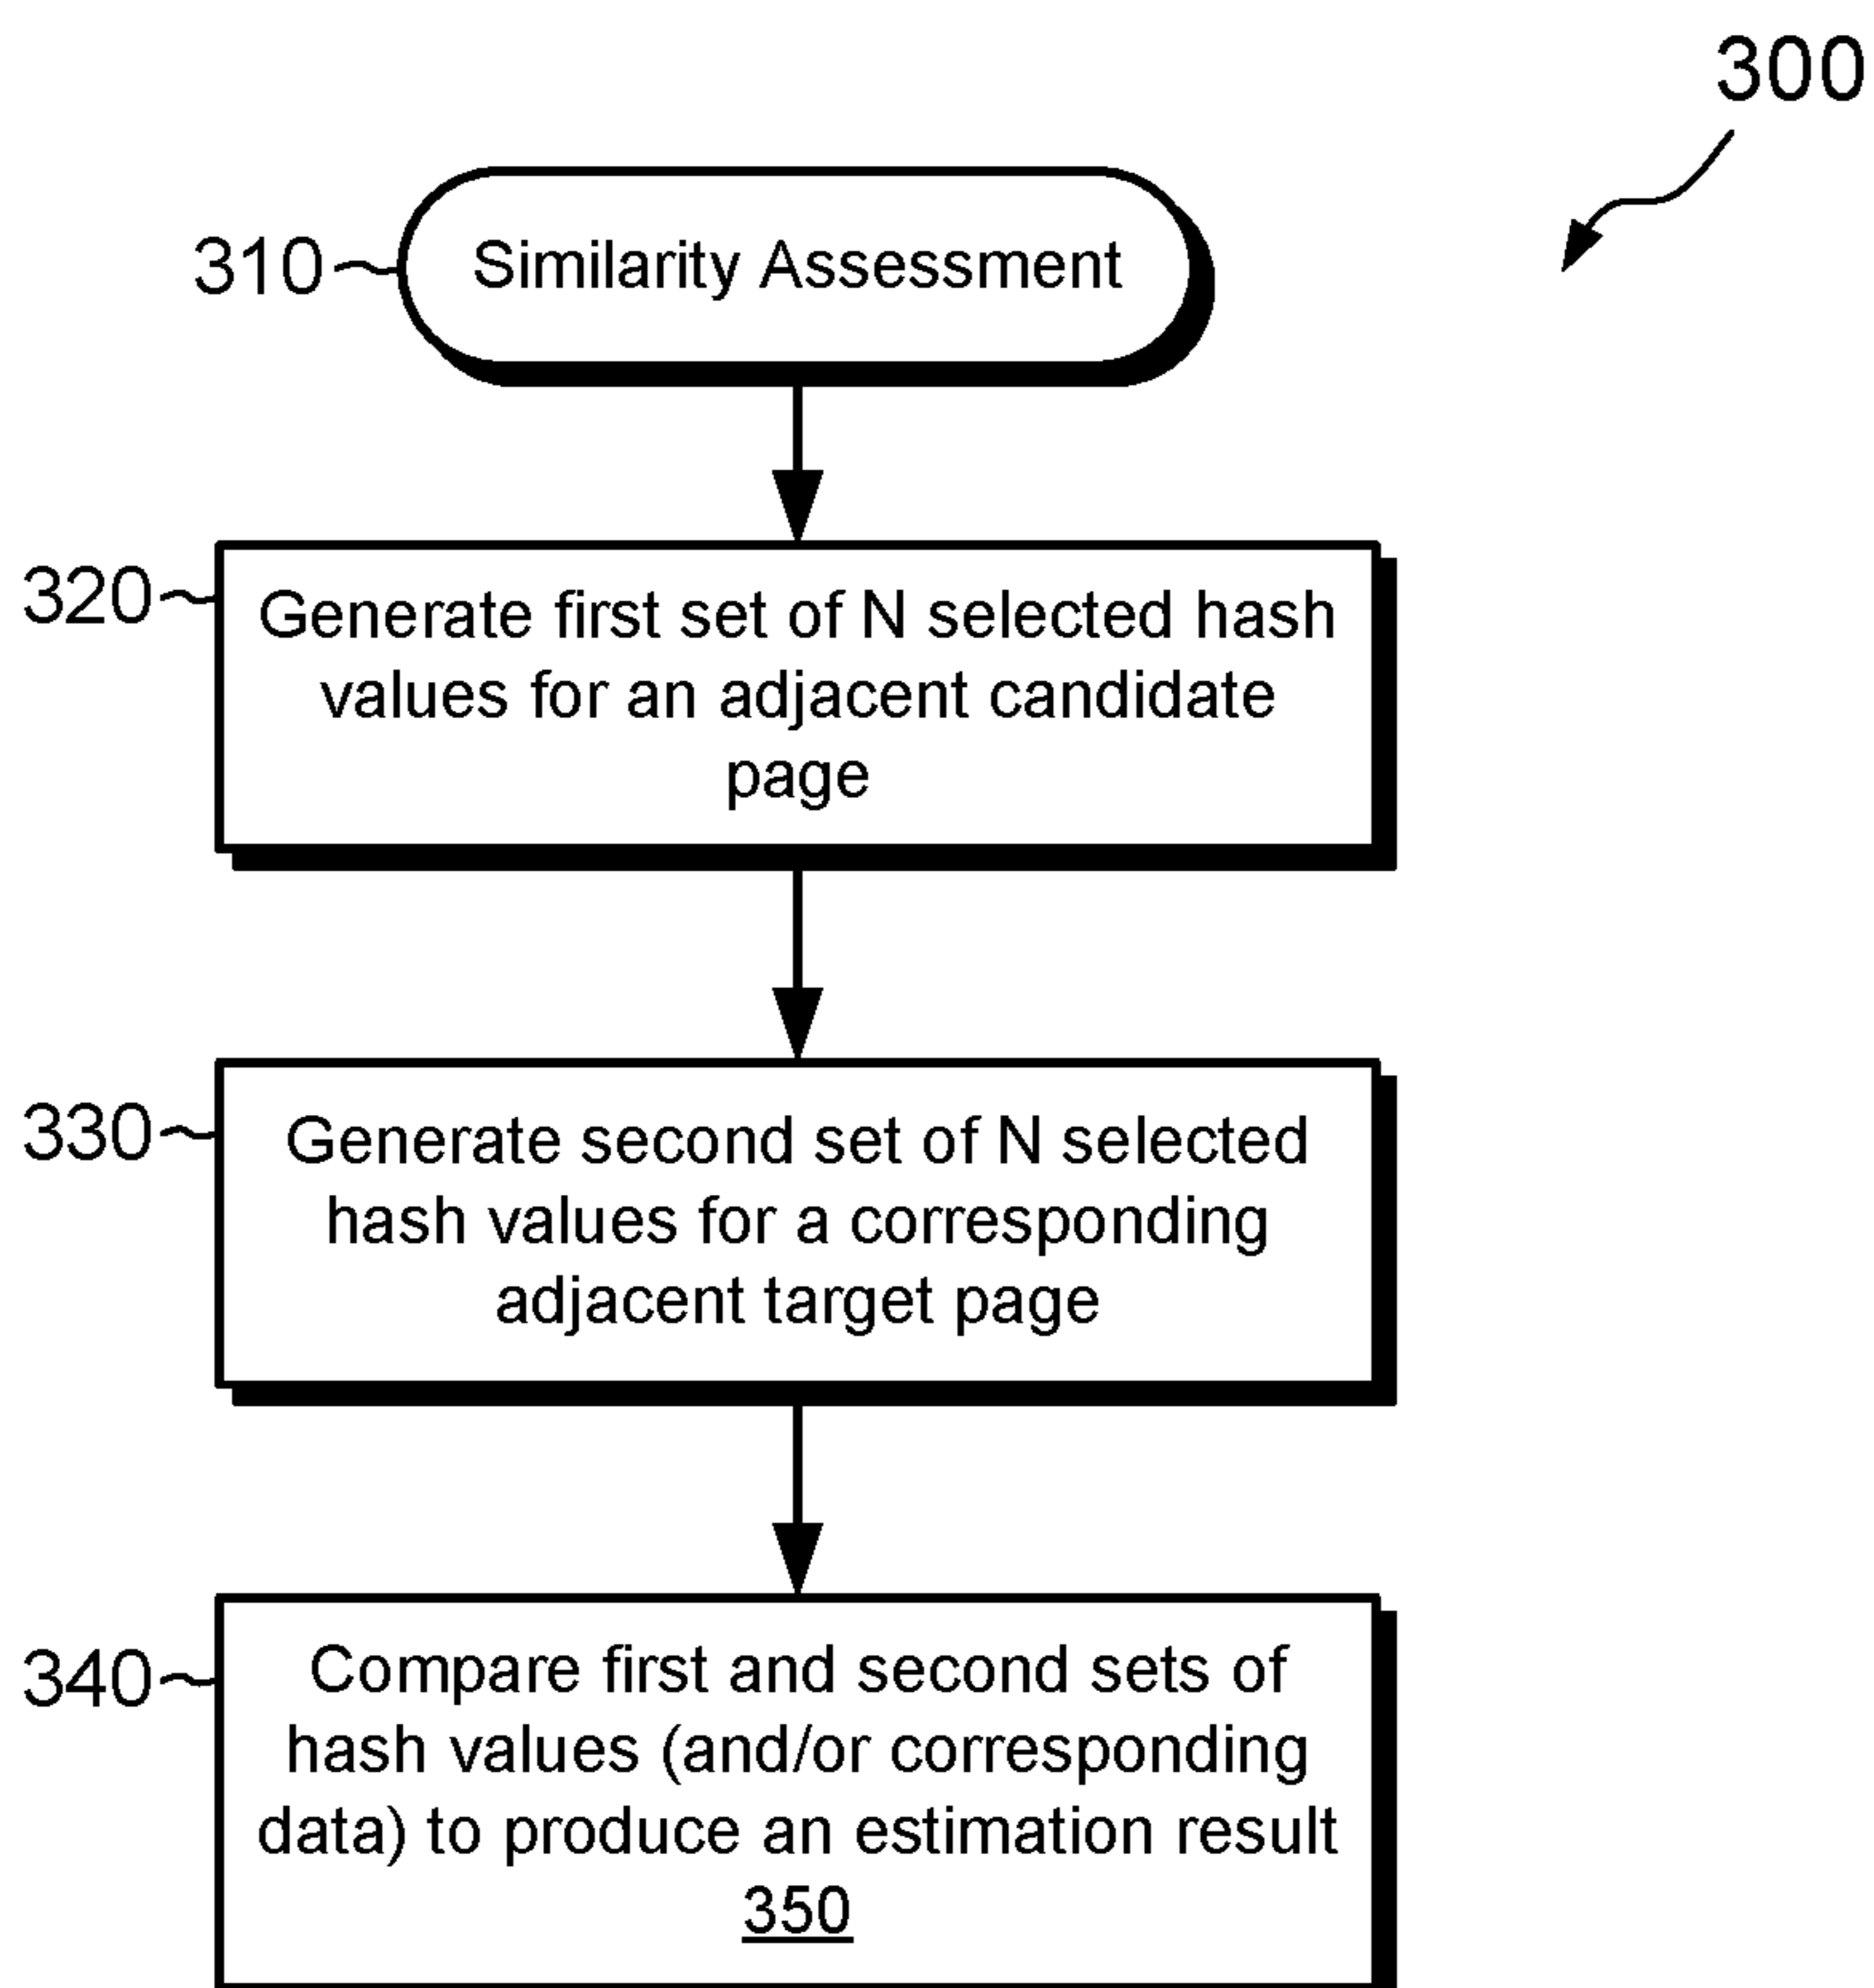 300
310
Similarity Assessment
320
Generate first set of N selected hash
values for an adjacent candidate
page
330
Generate second set of N selected
hash values for a corresponding
adjacent target page
340
Compare first and second sets of
hash values (and/or corresponding
data) to produce an estimation result
350